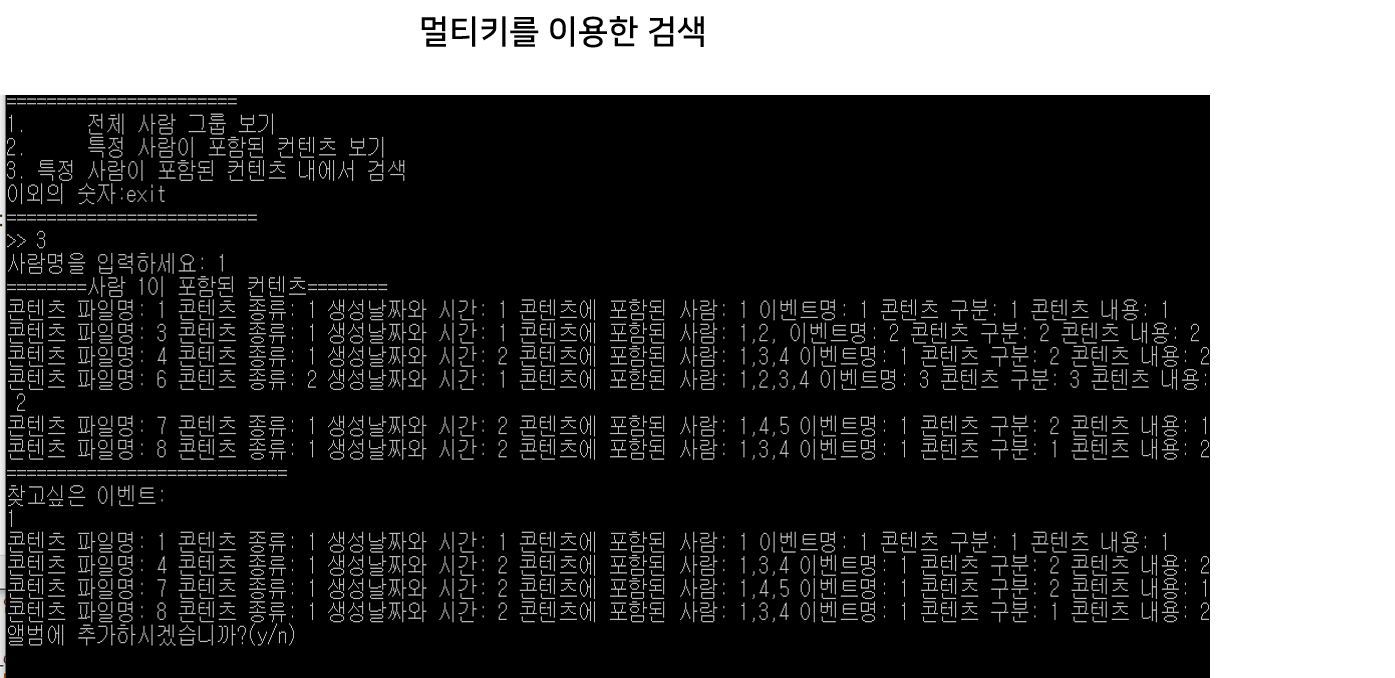 멀티키를 이용한 검색
=======================
1. 전체 사람 그룹 보기
2. 특정 사람이 포함된 컨텐츠 보기
3. 특정 사람이 포함된 컨텐츠 내에서 검색
이외의 숫자:exit
=========================
>> 3
사람명을 입력하세요: 1
========사람 1이 포함된 컨텐츠========
콘텐츠 파일명: 1 콘텐츠 종류: 1 생성날짜와 시간: 1 콘텐츠에 포함된 사람: 1 이벤트명: 1 콘텐츠 구분: 1 콘텐츠 내용: 1
콘텐츠 파일명: 3 콘텐츠 종류: 1 생성날짜와 시간: 1 콘텐츠에 포함된 사람: 1,2, 이벤트명: 2 콘텐츠 구분: 2 콘텐츠 내용: 2
콘텐츠 파일명: 4 콘텐츠 종류: 1 생성날짜와 시간: 2 콘텐츠에 포함된 사람: 1,3,4 이벤트명: 1 콘텐츠 구분: 2 콘텐츠 내용: 2
콘텐츠 파일명: 6 콘텐츠 종류: 2 생성날짜와 시간: 1 콘텐츠에 포함된 사람: 1,2,3,4 이벤트명: 3 콘텐츠 구분: 3 콘텐츠 내용:
2
콘텐츠 파일명: 7 콘텐츠 종류: 1 생성날짜와 시간: 2 콘텐츠에 포함된 사람: 1,4,5 이벤트명: 1 콘텐츠 구분: 2 콘텐츠 내용: 1
콘텐츠 파일명: 8 콘텐츠 종류: 1 생성날짜와 시간: 2 콘텐츠에 포함된 사람: 1,3,4 이벤트명: 1 콘텐츠 구분: 1 콘텐츠 내용: 2
============================
찾고싶은 이벤트:
1
콘텐츠 파일명: 1 콘텐츠 종류: 1 생성날짜와 시간: 1 콘텐츠에 포함된 사람: 1 이벤트명: 1 콘텐츠 구분: 1 콘텐츠 내용: 1
콘텐츠 파일명: 4 콘텐츠 종류: 1 생성날짜와 시간: 2 콘텐츠에 포함된 사람: 1,3,4 이벤트명: 1 콘텐츠 구분: 2 콘텐츠 내용: 2
콘텐츠 파일명: 7 콘텐츠 종류: 1 생성날짜와 시간: 2 콘텐츠에 포함된 사람: 1,4,5 이벤트명: 1 콘텐츠 구분: 2 콘텐츠 내용: 1
콘텐츠 파일명: 8 콘텐츠 종류: 1 생성날짜와 시간: 2 콘텐츠에 포함된 사람: 1,3,4 이벤트명: 1 콘텐츠 구분: 1 콘텐츠 내용: 2
앨범에 추가하시겠습니까?(y/n)